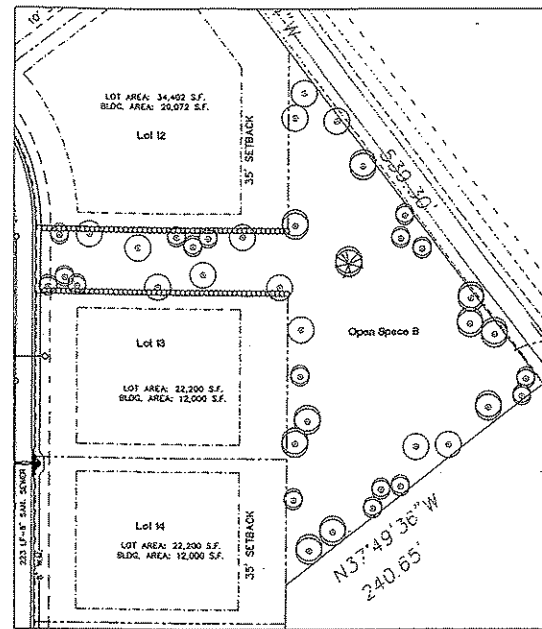 10'
LOT AREA: 34,402 S.F.
BLDG. AREA: 20,072 S.F.
Lot 12
35' SETBACK
Lot 13
Open Space B
LOT AREA: 22,200 S.F.
BLDG. AREA: 12,000 S.F.
Lot 14
LOT AREA: 22,200 S.F.
BLDG. AREA: 12,000 S.F.
35' SETBACK
223 LF-8" SAN. SEWER
N37°49'36"W
240.65'